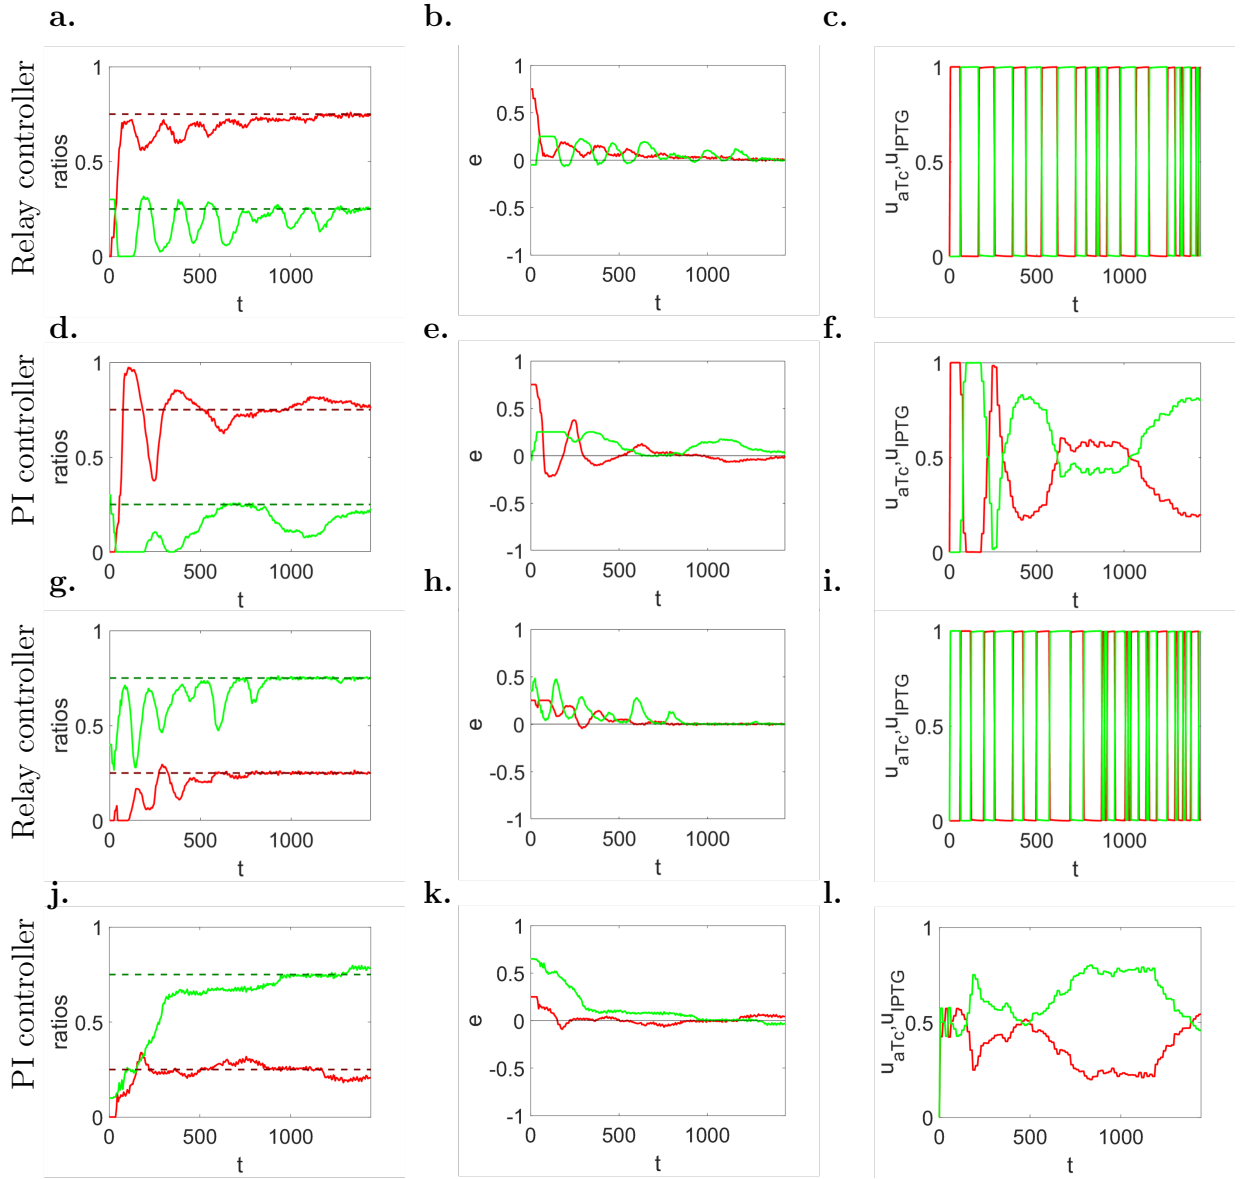 a. b. c.
Relay controller
1
0.5
0
0 500 1000
ratios
t
1
0.5
0
-0.5
-1
0 500 1000
e
t
1
0.5
0
0 500 1000
u_aTc,u_IPTG
t
d. e. f.
PI controller
1
0.5
0
0 500 1000
ratios
t
1
0.5
0
-0.5
-1
0 500 1000
e
t
1
0.5
0
0 500 1000
u_aTc,u_IPTG
t
g. h. i.
Relay controller
1
0.5
0
0 500 1000
ratios
t
1
0.5
0
-0.5
-1
0 500 1000
e
t
1
0.5
0
0 500 1000
u_aTc,u_IPTG
t
j. k. l.
PI controller
1
0.5
0
0 500 1000
ratios
t
1
0.5
0
-0.5
-1
0 500 1000
e
t
1
0.5
0
0 500 1000
u_aTc,u_IPTG
t